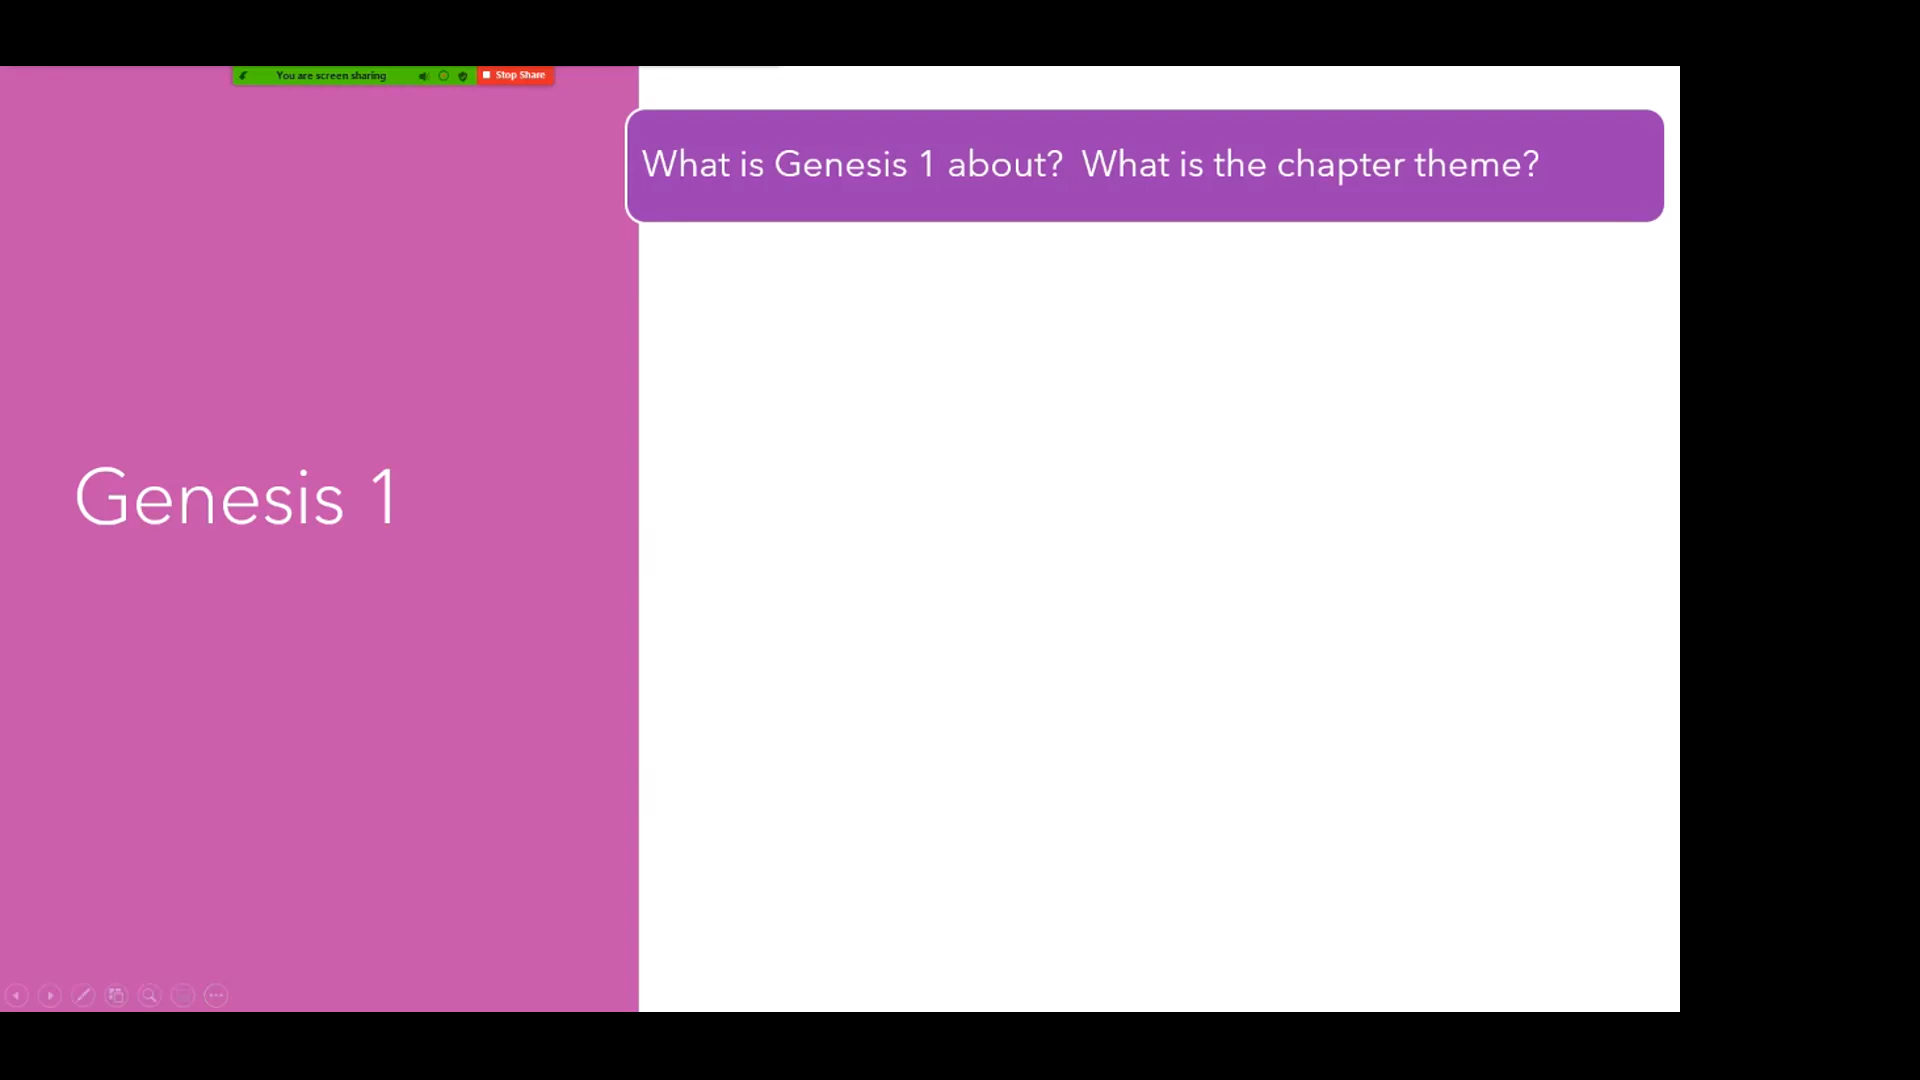 You are screen sharing
Stop Share
What is Genesis 1 about?  What is the chapter theme?
Genesis 1